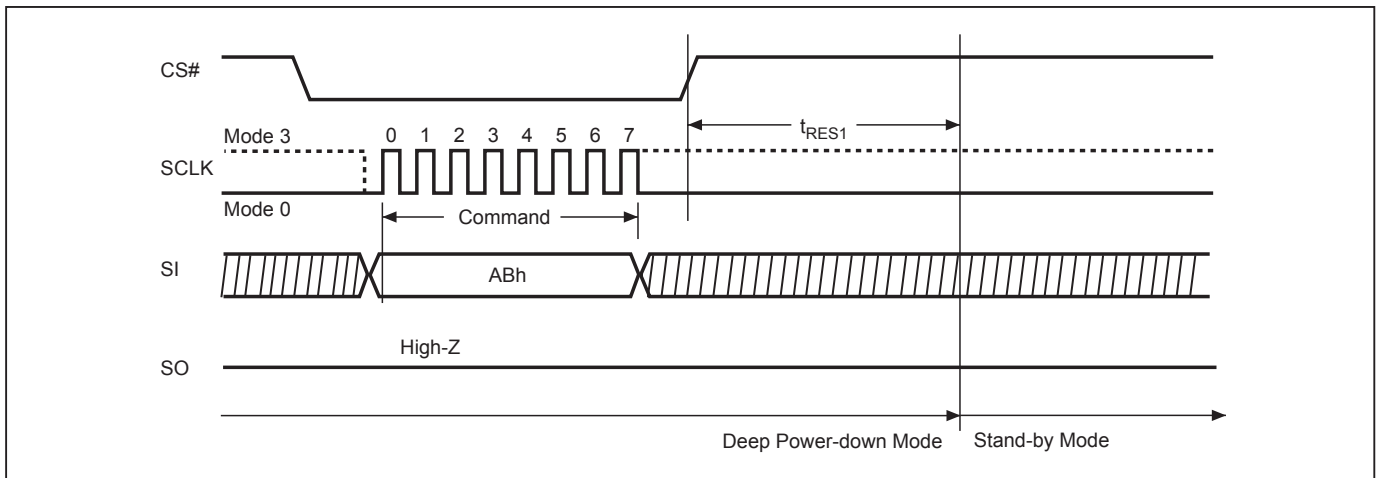 CS#
tRES1
Mode 3
0 1 2 3 4 5 6 7
SCLK
Mode 0
Command
SI
ABh
High-Z
SO
Deep Power-down Mode
Stand-by Mode